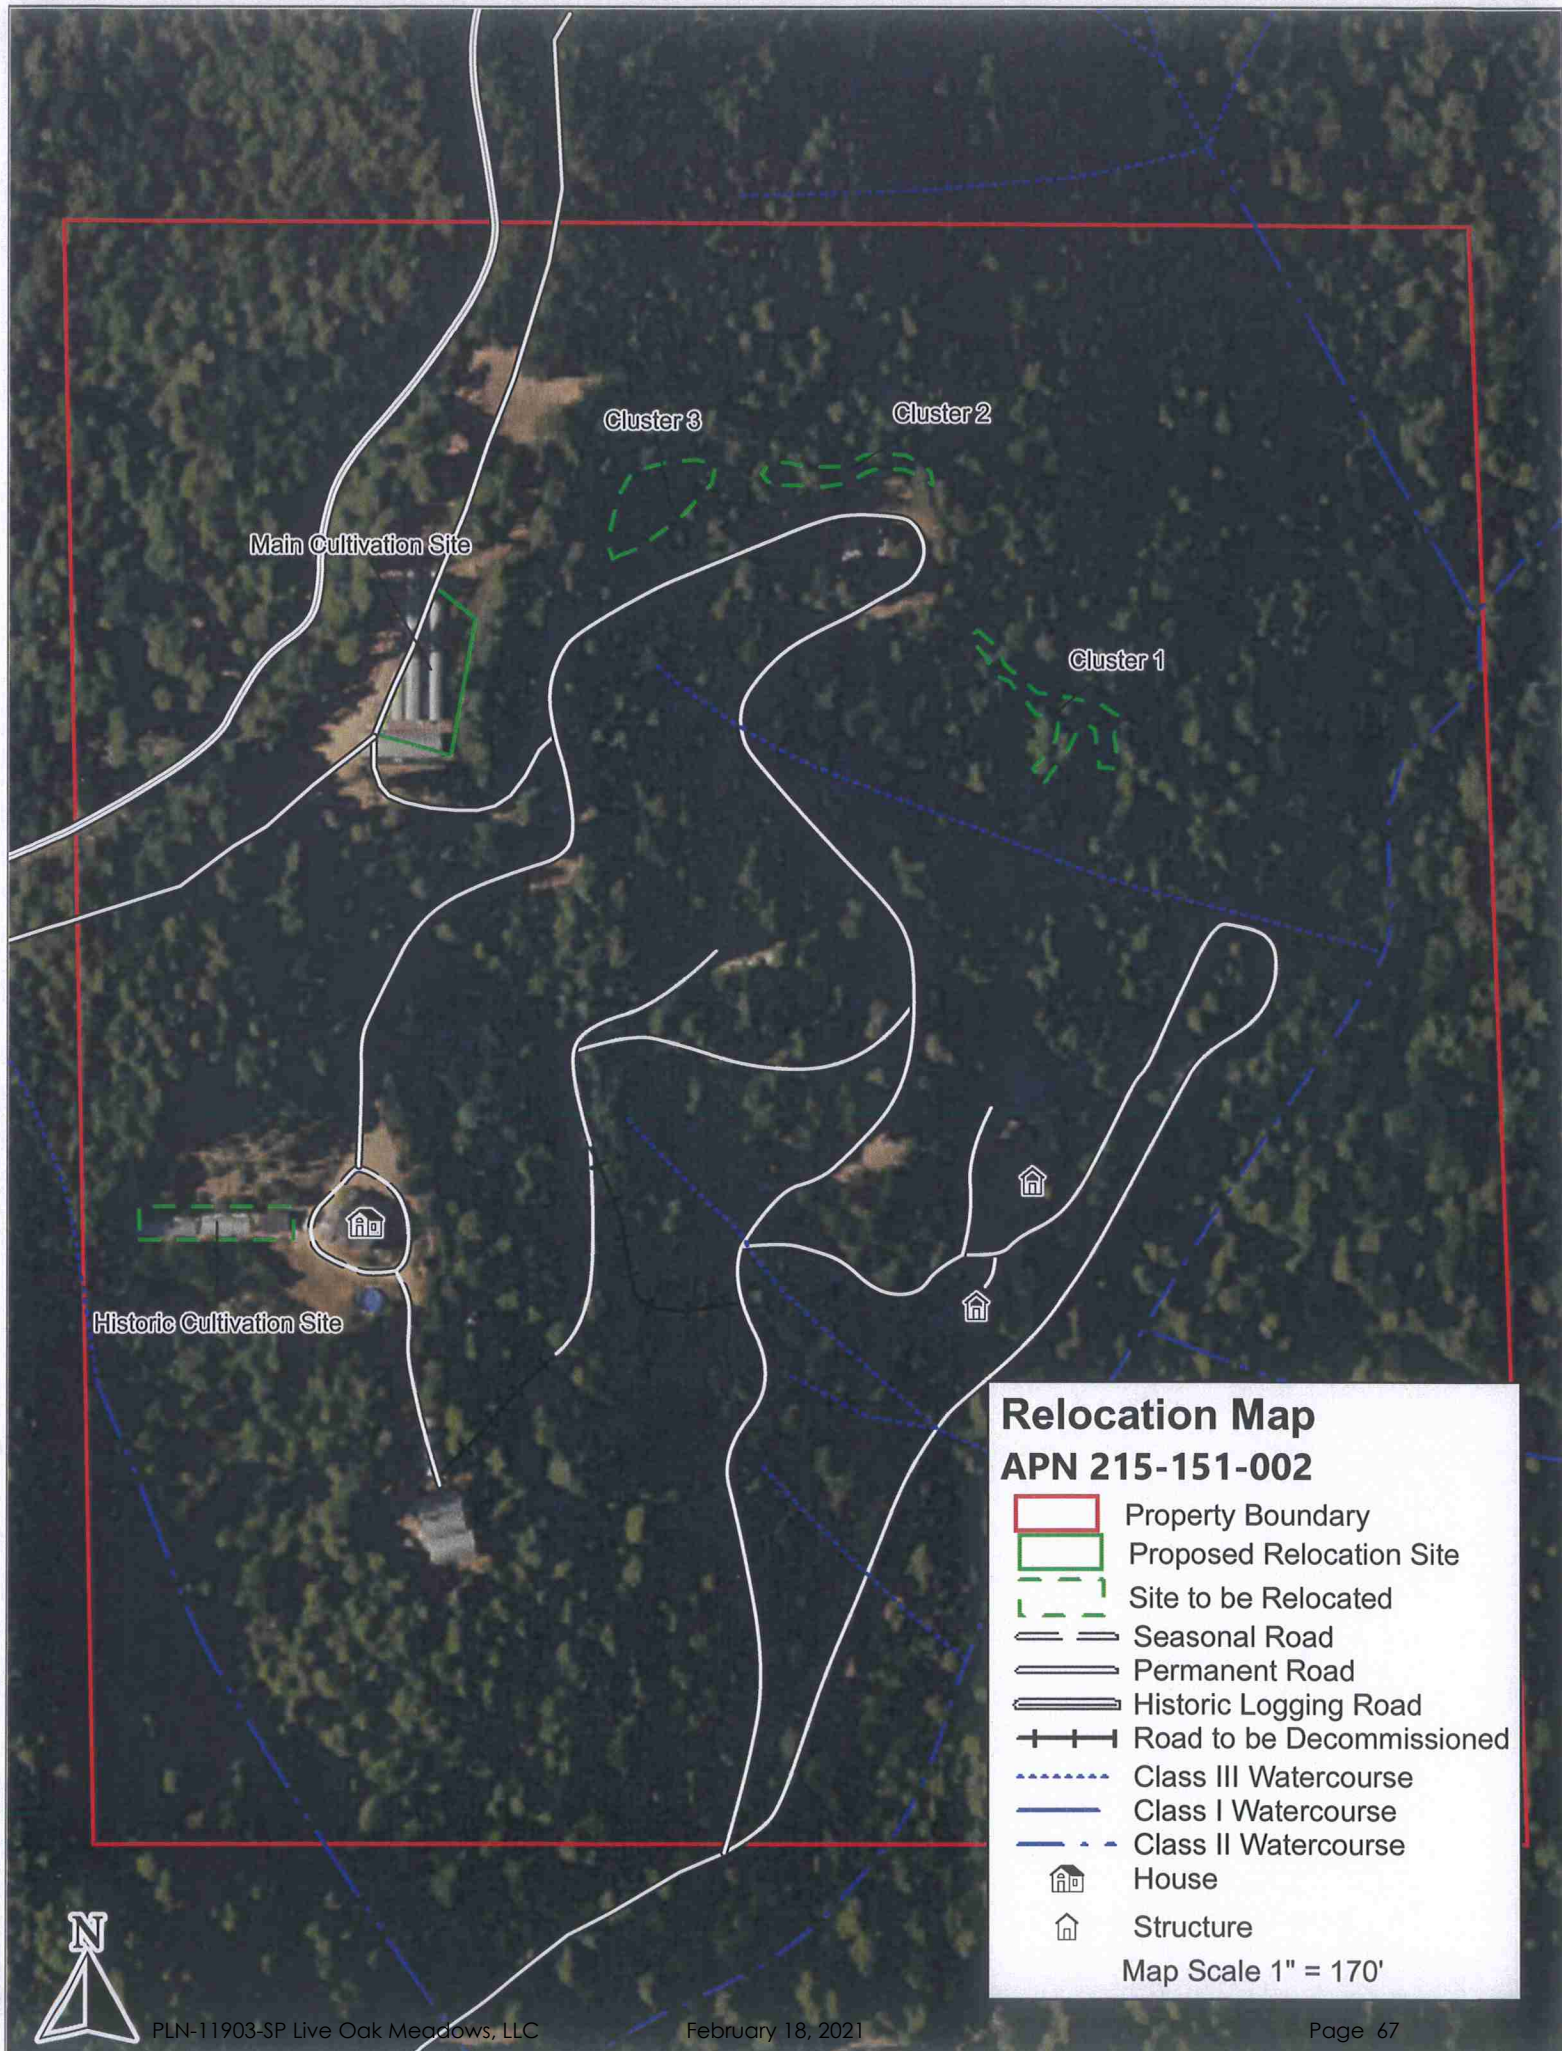 Cluster 3
Cluster 2
Main Cultivation Site
Cluster 1
Historic Cultivation Site
Relocation Map
APN 215-151-002
Property Boundary
Proposed Relocation Site
Site to be Relocated
Seasonal Road
Permanent Road
Historic Logging Road
Road to be Decommissioned
Class III Watercourse
Class I Watercourse
Class II Watercourse
House
Structure
Map Scale 1" = 170'
N
PLN-11903-SP Live Oak Meadows, LLC
February 18, 2021
Page 67